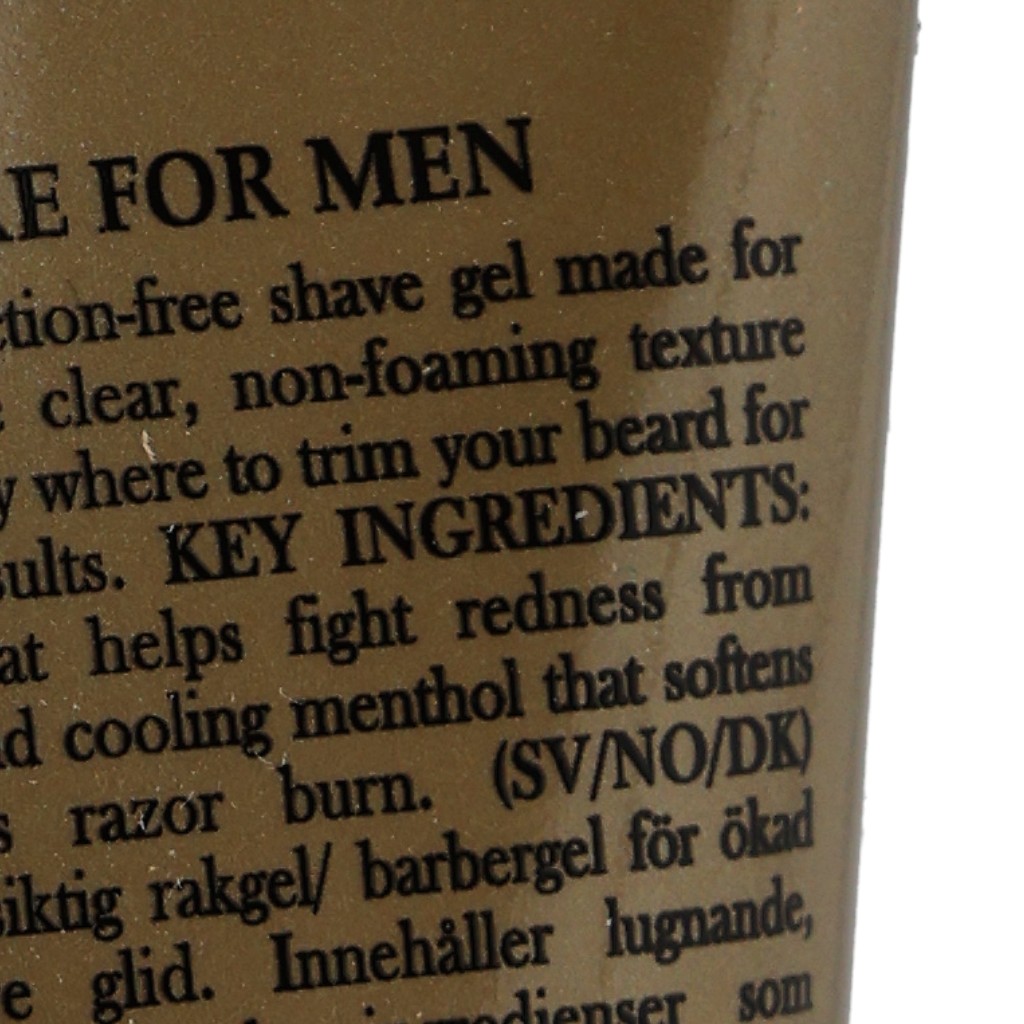 E FOR MEN
ction-free shave gel made for
clear, non-foaming texture
y where to trim your beard for
sults. KEY INGREDIENTS:
at helps fight redness from
d cooling menthol that softens
s razor burn. (SV/NO/DK)
siktig rakgel/ barbergel för ökad
e glid. Innehåller lugnande,
som